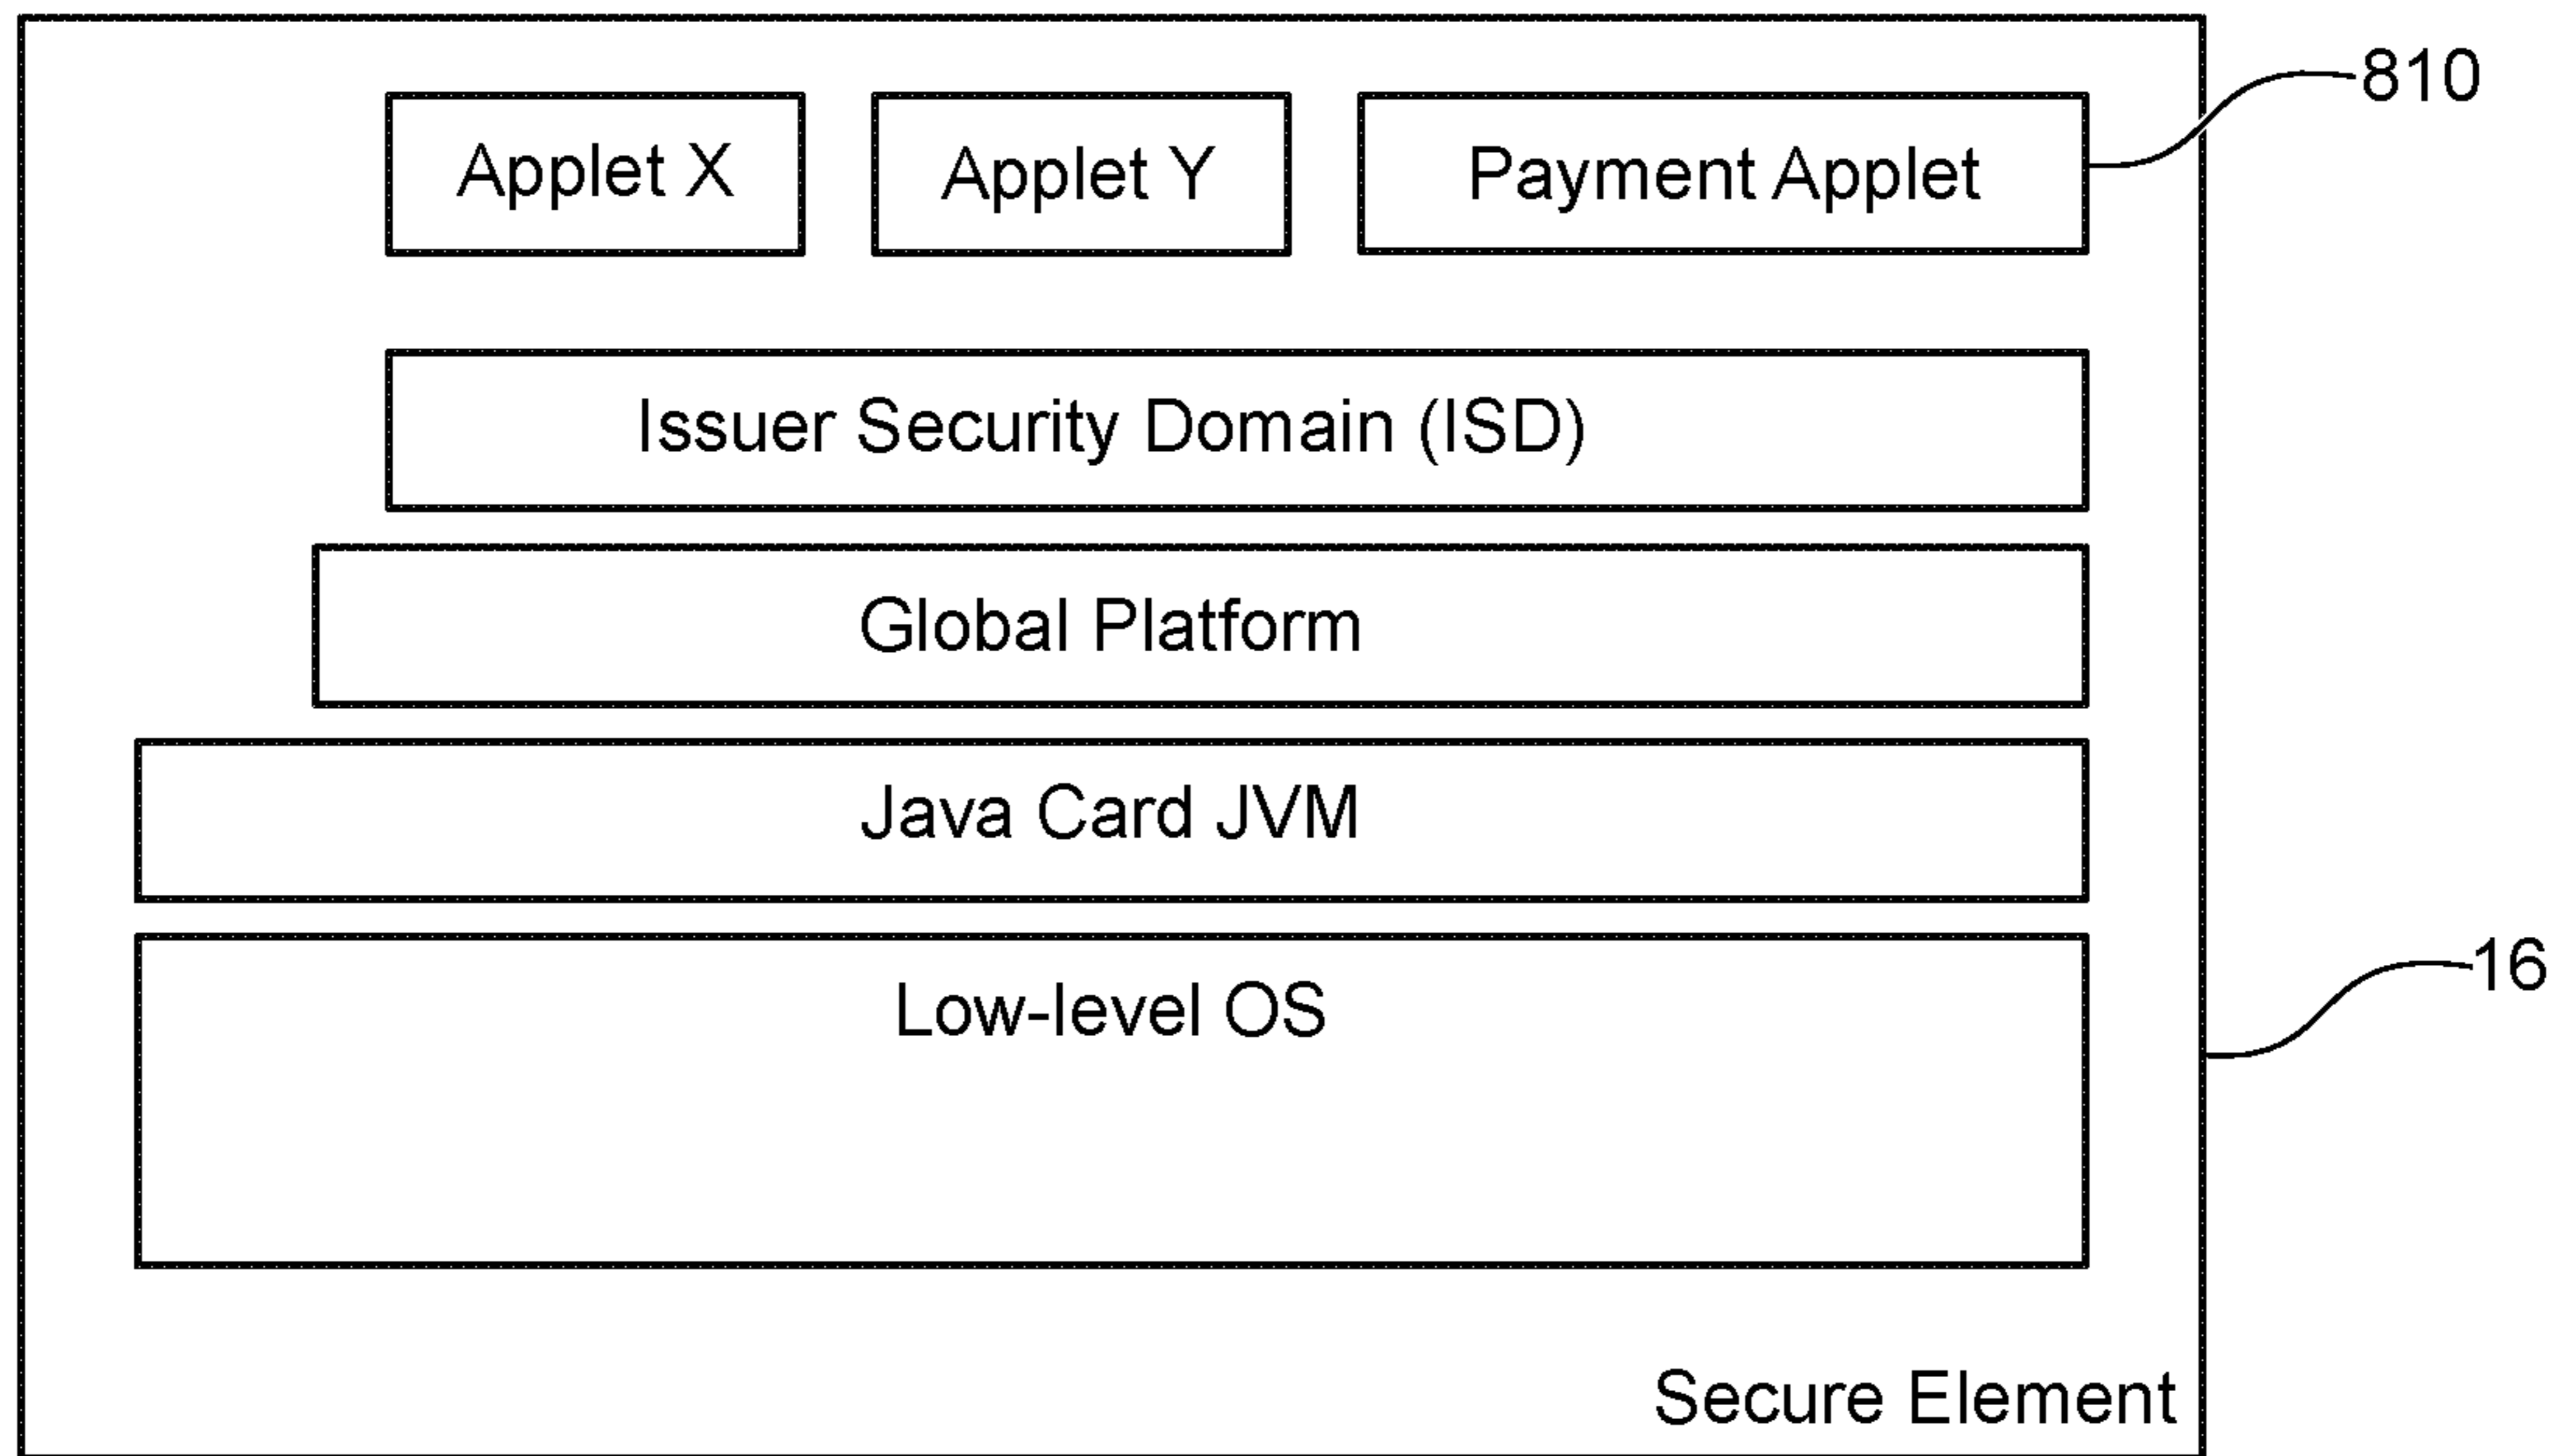 810
Applet X
Applet Y
Payment Applet
Issuer Security Domain (ISD)
Global Platform
Java Card JVM
Low-level OS
16
Secure Element